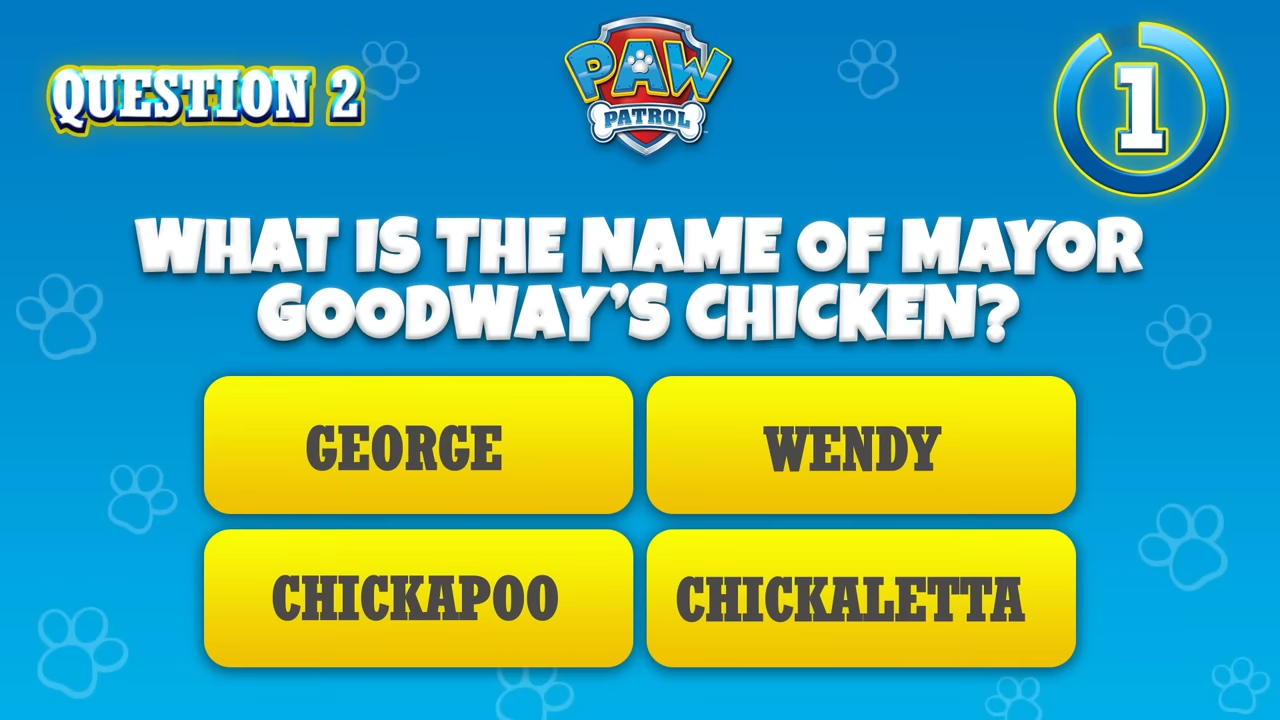 QUESTION 2
PAW
PATROL
1
WHAT IS THE NAME OF MAYOR
GOODWAY'S CHICKEN?
GEORGE
WENDY
CHICKAPOO
CHICKALETTA